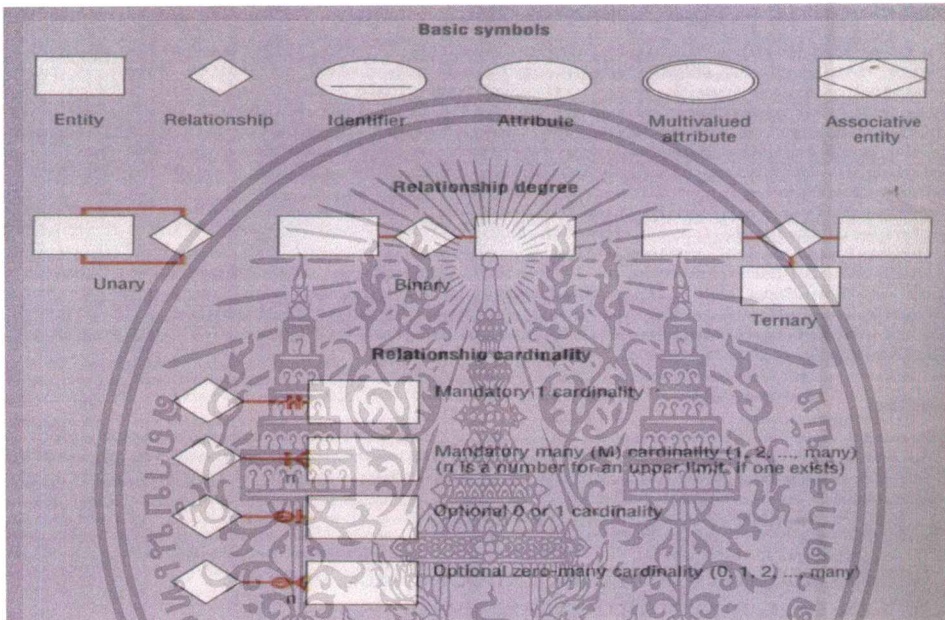 Basic symbols
Entity
Relationship
Identifier
Attribute
Multivalued
attribute
Associative
entity
Relationship degree
Unary
Binary
Ternary
Relationship cardinality
Mandatory 1 cardinality
Mandatory many (M) cardinality (1, 2, ..., many)
(n is a number for an upper limit, if one exists)
n
Optional 0 or 1 cardinality
Optional zero-many cardinality (0, 1, 2, ..., many)
n